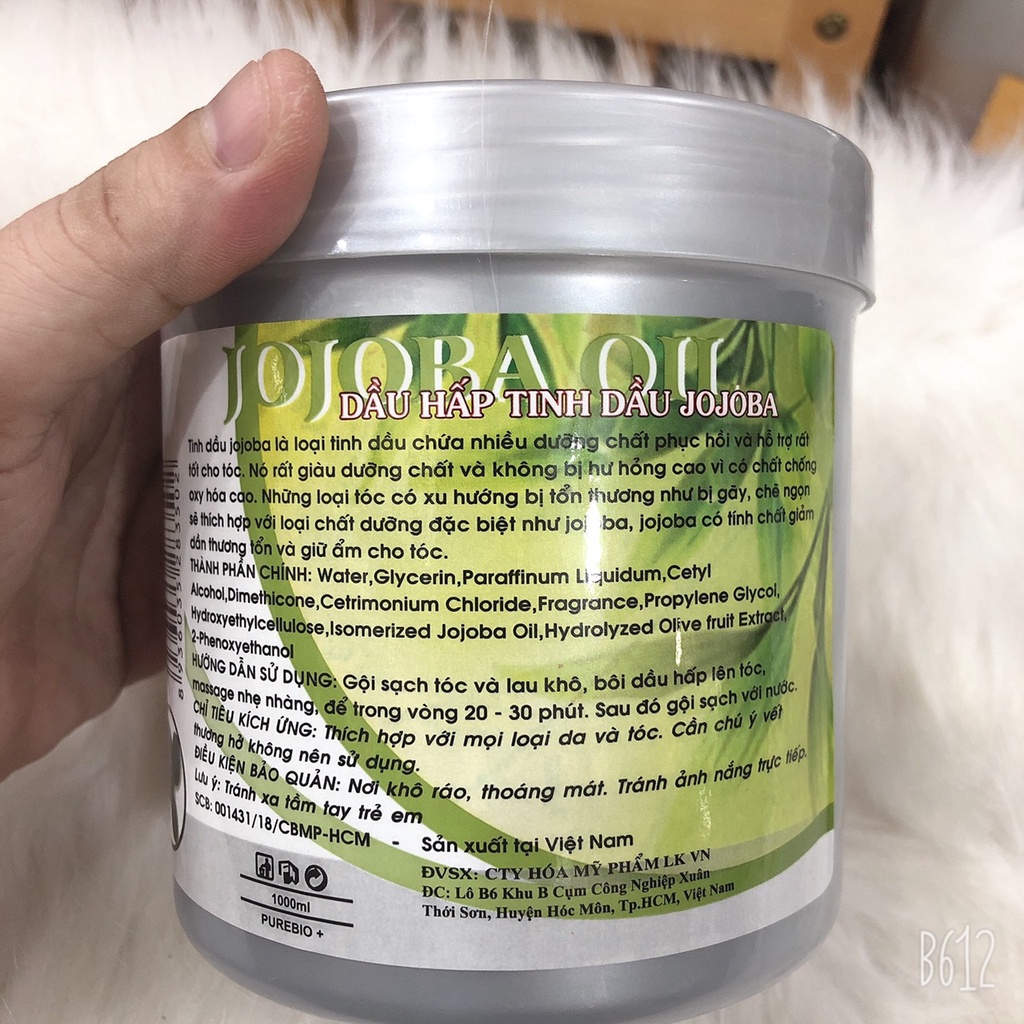 JOJOBA OIL
DẦU HẤP TINH DẦU JOJOBA
Tinh dầu jojoba là loại tinh dầu chứa nhiều dưỡng chất phục hồi và hỗ trợ rất
tốt cho tóc. Nó rất giàu dưỡng chất và không bị hư hỏng cao vì có chất chống
oxy hóa cao. Những loại tóc có xu hướng bị tổn thương như bị gãy, chẻ ngọn
sẽ thích hợp với loại chất dưỡng đặc biệt như jojoba, jojoba có tính chất giảm
dần thương tổn và giữ ẩm cho tóc.
THÀNH PHẦN CHÍNH: Water,Glycerin,Paraffinum Liquidum,Cetyl
Alcohol,Dimethicone,Cetrimonium Chloride,Fragrance,Propylene Glycol,
Hydroxyethylcellulose,Isomerized Jojoba Oil,Hydrolyzed Olive fruit Extract,
2-Phenoxyethanol
HƯỚNG DẪN SỬ DỤNG: Gội sạch tóc và lau khô, bôi dầu hấp lên tóc,
massage nhẹ nhàng, để trong vòng 20 - 30 phút. Sau đó gội sạch với nước.
CHỈ TIÊU KÍCH ỨNG: Thích hợp với mọi loại da và tóc. Cần chú ý vết
thương hở không nên sử dụng.
ĐIỀU KIỆN BẢO QUẢN: Nơi khô ráo, thoáng mát. Tránh ảnh nắng trực tiếp.
Lưu ý: Tránh xa tầm tay trẻ em
SCB: 001431/18/CBMP-HCM - Sản xuất tại Việt Nam
ĐVSX: CTY HÓA MỸ PHẨM LK VN
ĐC: Lô B6 Khu B Cụm Công Nghiệp Xuân
Thới Sơn, Huyện Hóc Môn, Tp.HCM, Việt Nam
1000ml
PUREBIO +
8 936035 283502
B612